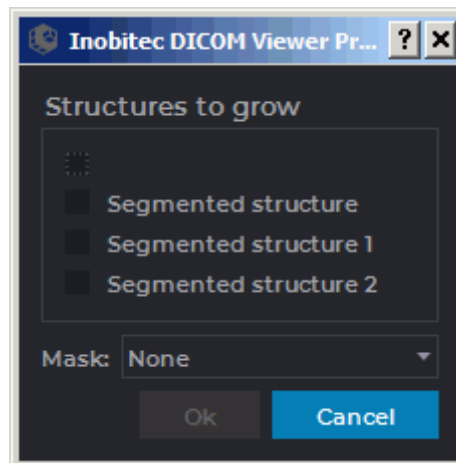 Inobitec DICOM Viewer Pr... ? ×
Structures to grow
Segmented structure
Segmented structure 1
Segmented structure 2
Mask: None
Ok Cancel